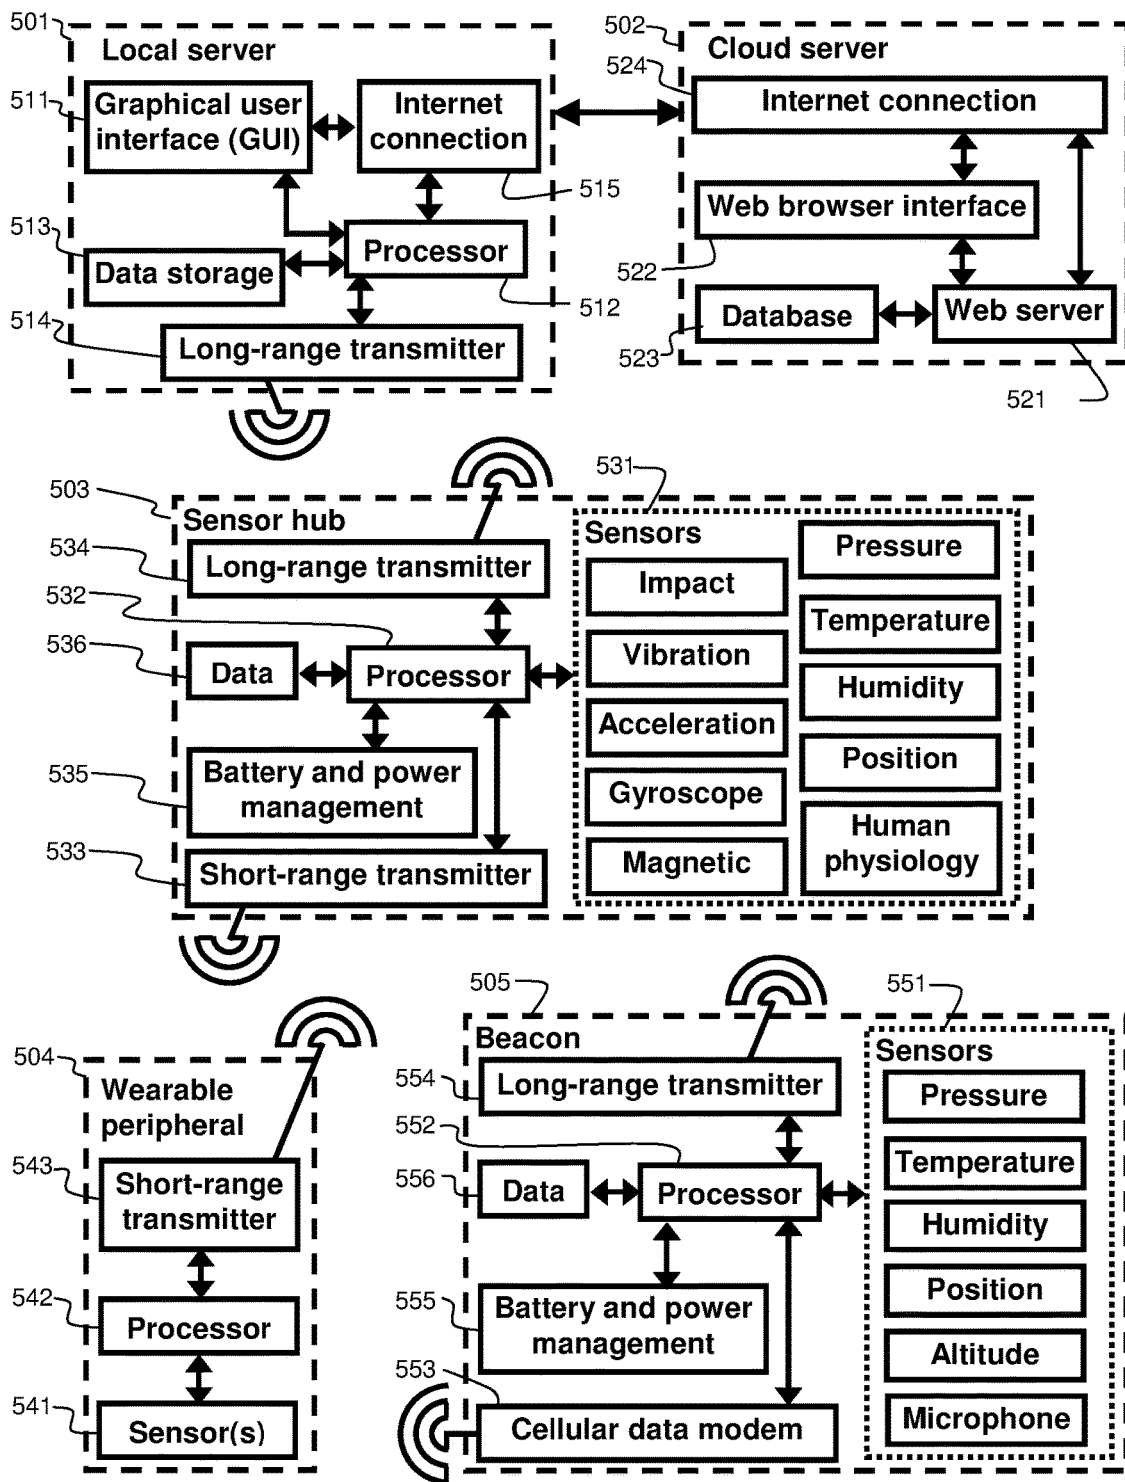 501
Local server
511
Graphical user
interface (GUI)
Internet
connection
515
513
Data storage
Processor
512
514
Long-range transmitter
502
Cloud server
524
Internet connection
Web browser interface
522
Database
523
Web server
521
503
Sensor hub
534
Long-range transmitter
532
536
Data
Processor
535
Battery and power
management
533
Short-range transmitter
531
Sensors
Impact
Vibration
Acceleration
Gyroscope
Magnetic
Pressure
Temperature
Humidity
Position
Human
physiology
504
Wearable
peripheral
543
Short-range
transmitter
542
Processor
541
Sensor(s)
505
Beacon
554
Long-range transmitter
552
556
Data
Processor
555
Battery and power
management
553
Cellular data modem
551
Sensors
Pressure
Temperature
Humidity
Position
Altitude
Microphone